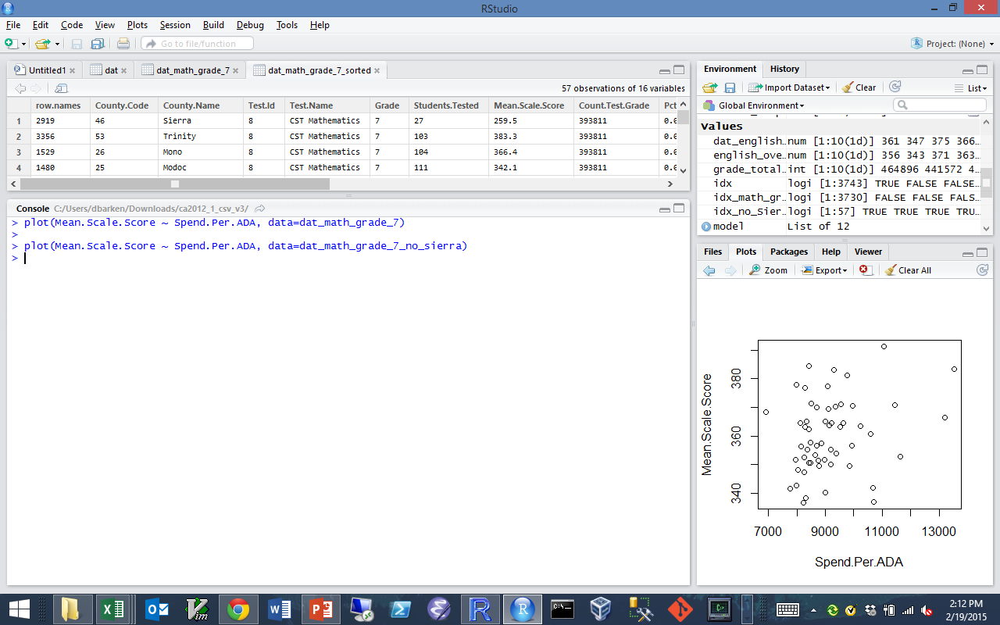 RStudio
File Edit Code View Plots Session Build Debug Tools Help
Go to file/function Project: (None)
Untitled1 dat dat_math_grade_7 dat_math_grade_7_sorted
57 observations of 16 variables
row.names County.Code County.Name Test.Id Test.Name Grade Students.Tested Mean.Scale.Score Count.Test.Grade Pct
1 2919 46 Sierra 8 CST Mathematics 7 27 259.5 393811 0.0
2 3356 53 Trinity 8 CST Mathematics 7 103 383.3 393811 0.0
3 1529 26 Mono 8 CST Mathematics 7 104 366.4 393811 0.0
4 1480 25 Modoc 8 CST Mathematics 7 111 342.1 393811 0.0
Console C:/Users/dbarken/Downloads/ca2012_1_csv_v3/
> plot(Mean.Scale.Score ~ Spend.Per.ADA, data=dat_math_grade_7)
>
> plot(Mean.Scale.Score ~ Spend.Per.ADA, data=dat_math_grade_7_no_sierra)
>
Environment History
Import Dataset Clear List
Global Environment
Values
dat_english… num [1:10(1d)] 361 347 375 366…
english_ove… num [1:10(1d)] 356 343 371 363…
grade_total… int [1:10(1d)] 464896 441572 4…
idx logi [1:3743] TRUE FALSE FALSE…
idx_math_gr… logi [1:3730] FALSE FALSE FALS…
idx_no_Sier… logi [1:57] TRUE TRUE TRUE TRU…
model List of 12
Files Plots Packages Help Viewer
Zoom Export Clear All
Mean.Scale.Score
380
360
340
7000 9000 11000 13000
Spend.Per.ADA
2:12 PM
2/19/2015